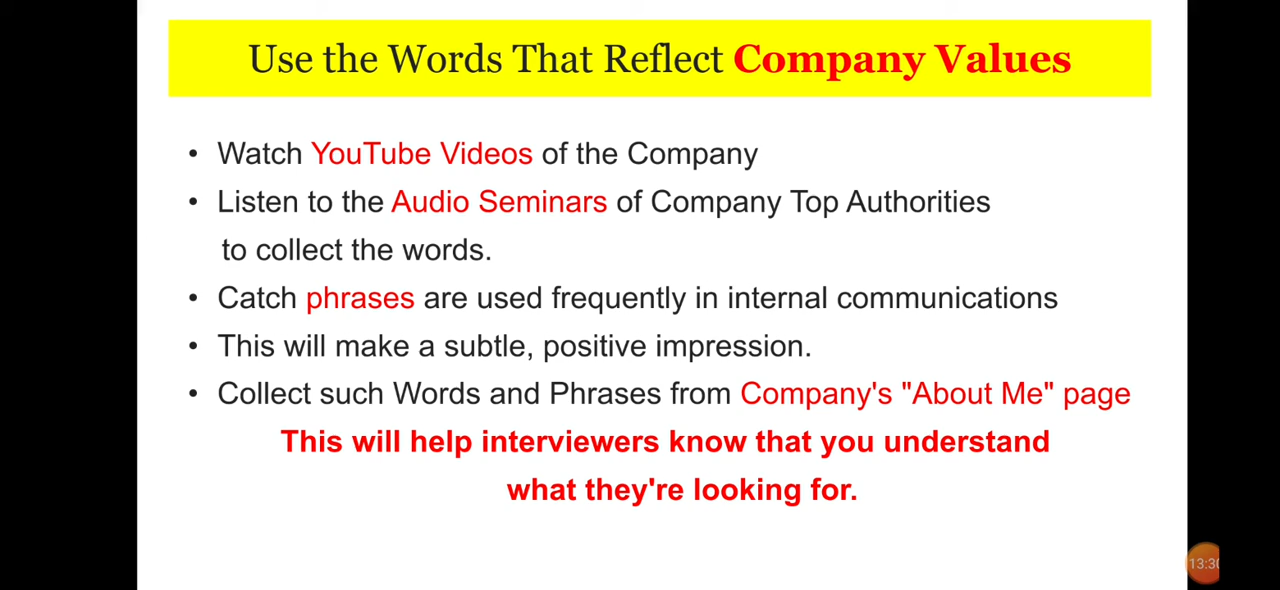 Use the Words That Reflect Company Values
• Watch YouTube Videos of the Company
• Listen to the Audio Seminars of Company Top Authorities
to collect the words.
• Catch phrases are used frequently in internal communications
• This will make a subtle, positive impression.
• Collect such Words and Phrases from Company's "About Me" page
This will help interviewers know that you understand
what they're looking for.
13:30